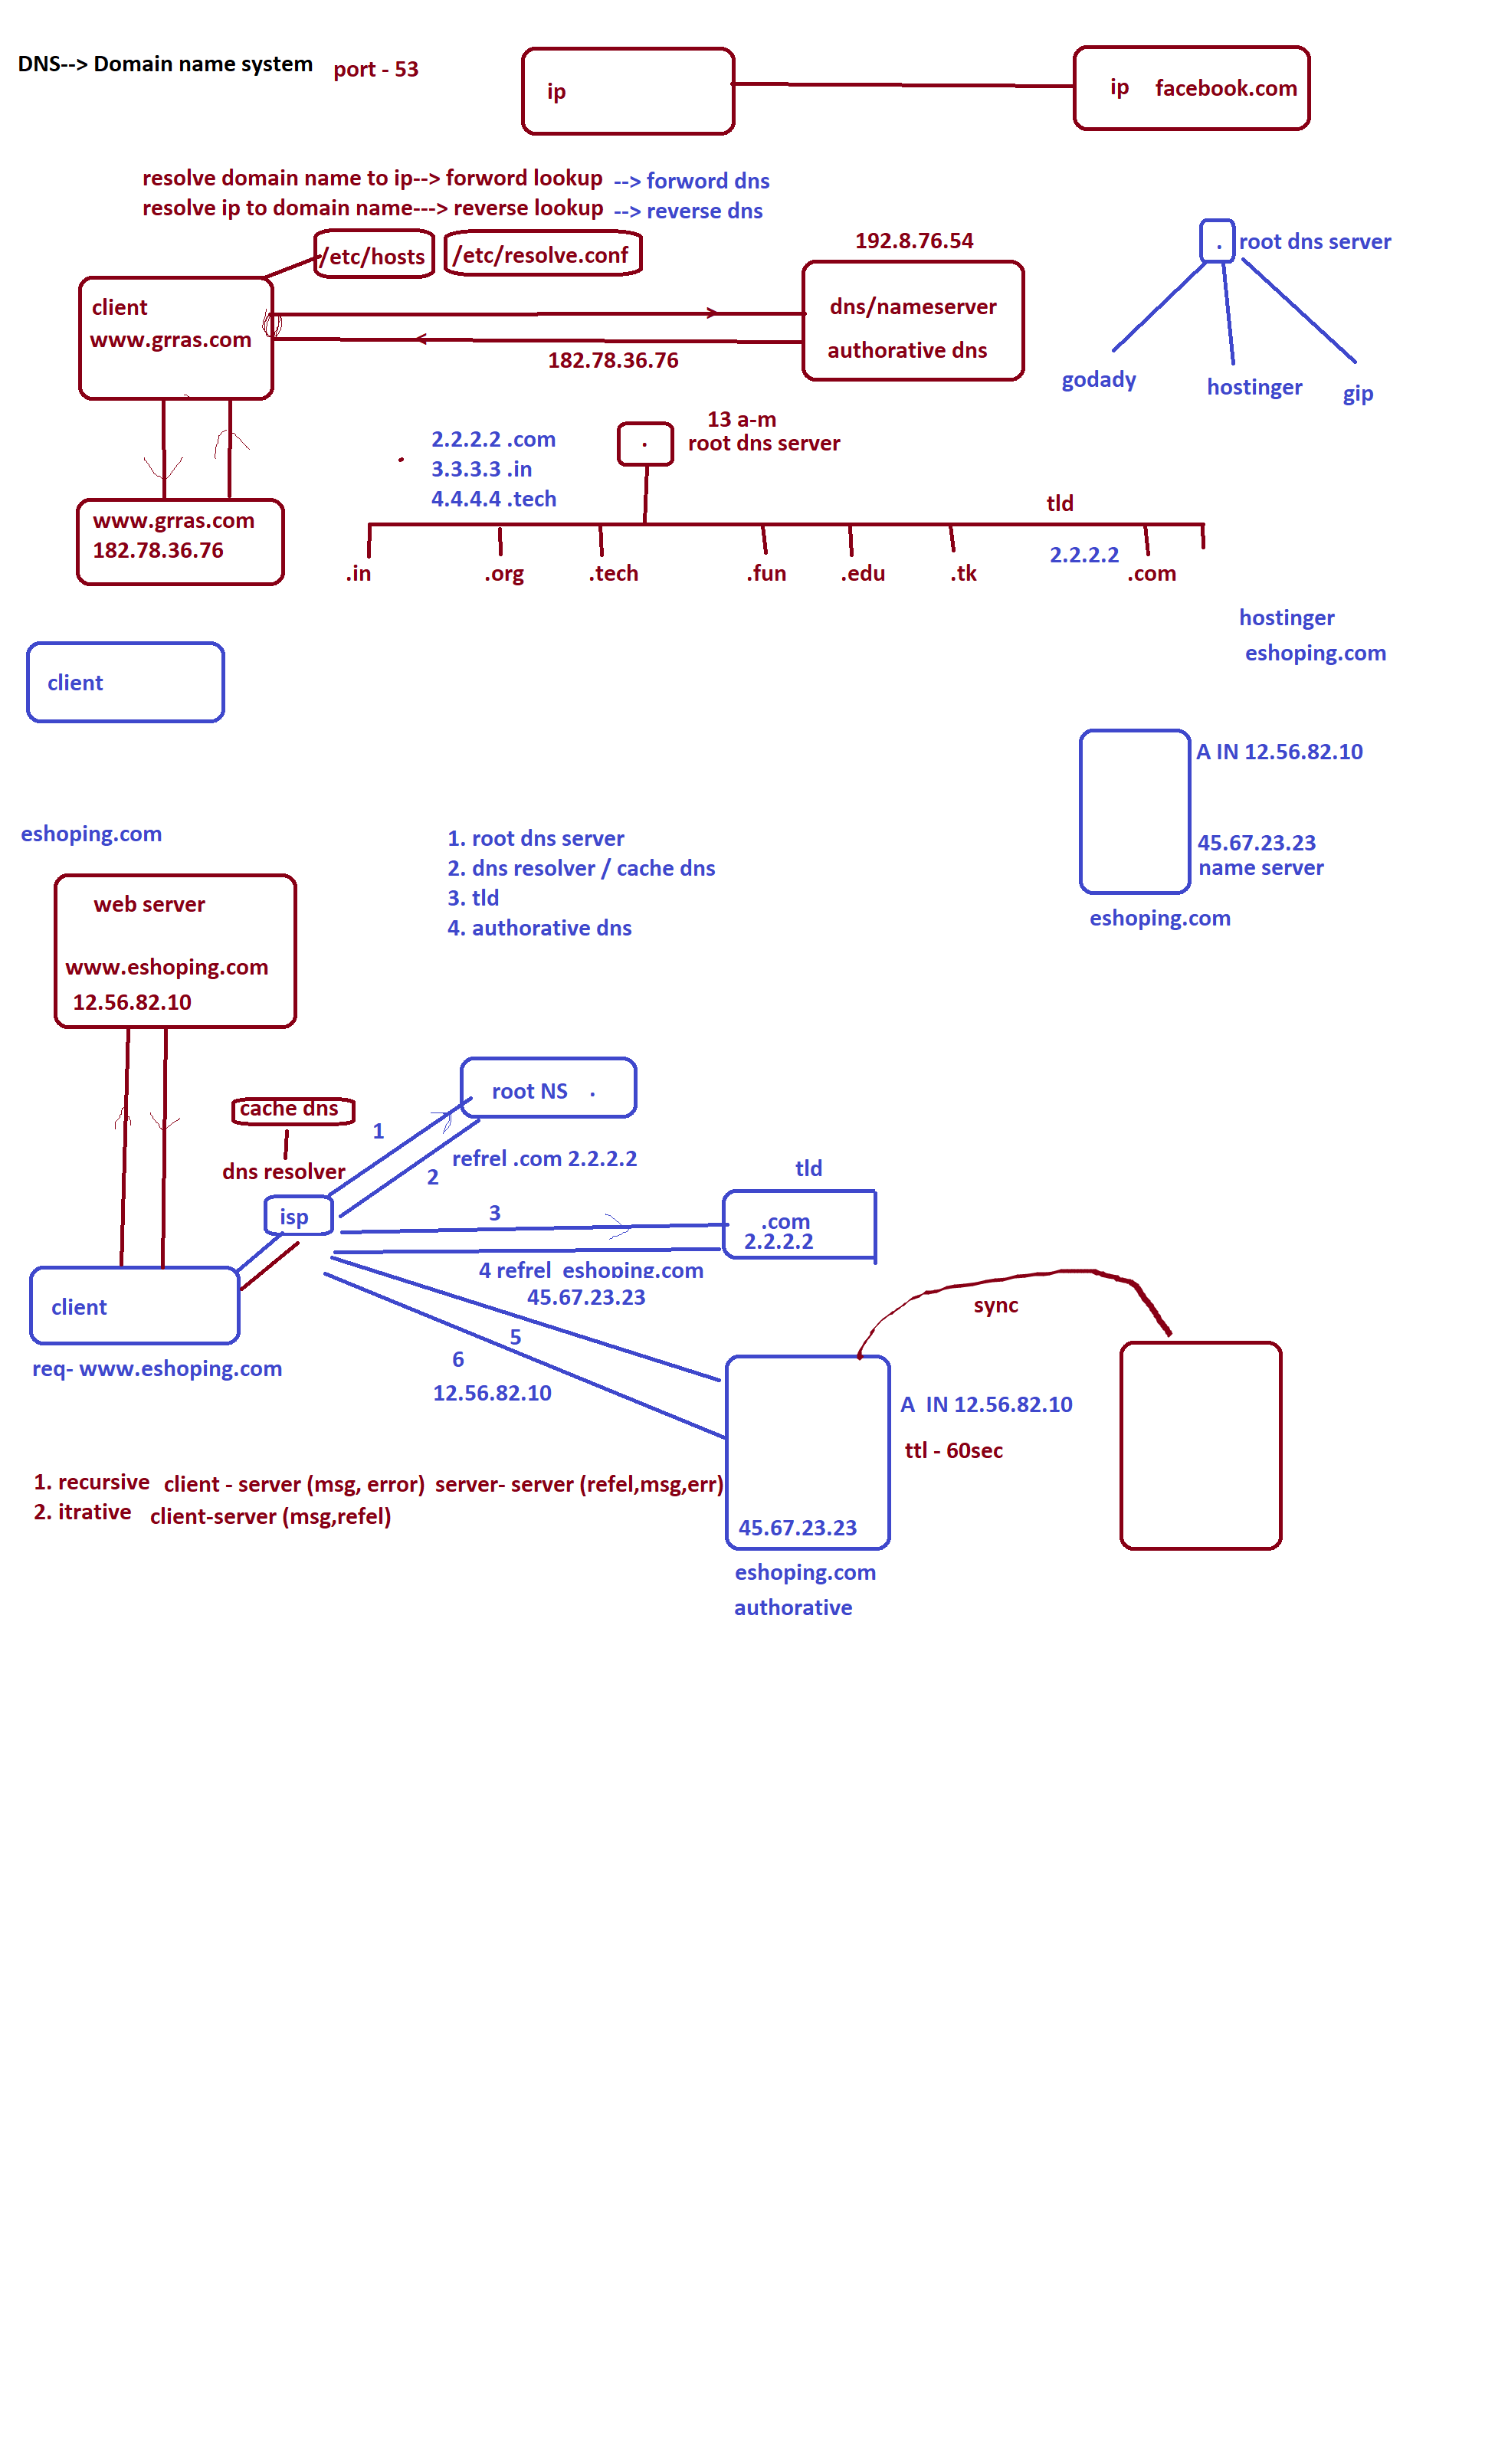 DNS--> Domain name system port - 53
ip
ip facebook.com
resolve domain name to ip--> forword lookup --> forword dns
resolve ip to domain name---> reverse lookup --> reverse dns
/etc/hosts
/etc/resolve.conf
client
www.grras.com
192.8.76.54
dns/nameserver
authorative dns
182.78.36.76
. root dns server
godady
hostinger
gip
www.grras.com
182.78.36.76
2.2.2.2 .com
3.3.3.3 .in
4.4.4.4 .tech
13 a-m
. root dns server
tld
2.2.2.2
.in
.org
.tech
.fun
.edu
.tk
.com
hostinger
eshoping.com
client
A IN 12.56.82.10
45.67.23.23
name server
eshoping.com
eshoping.com
1. root dns server
2. dns resolver / cache dns
3. tld
4. authorative dns
web server
www.eshoping.com
12.56.82.10
root NS .
cache dns
1
dns resolver
2
refrel .com 2.2.2.2
tld
isp
3
.com
2.2.2.2
4 refrel eshoping.com
45.67.23.23
client
5
sync
req- www.eshoping.com
6
12.56.82.10
A IN 12.56.82.10
ttl - 60sec
1. recursive client - server (msg, error) server- server (refel,msg,err)
2. itrative client-server (msg,refel)
45.67.23.23
eshoping.com
authorative